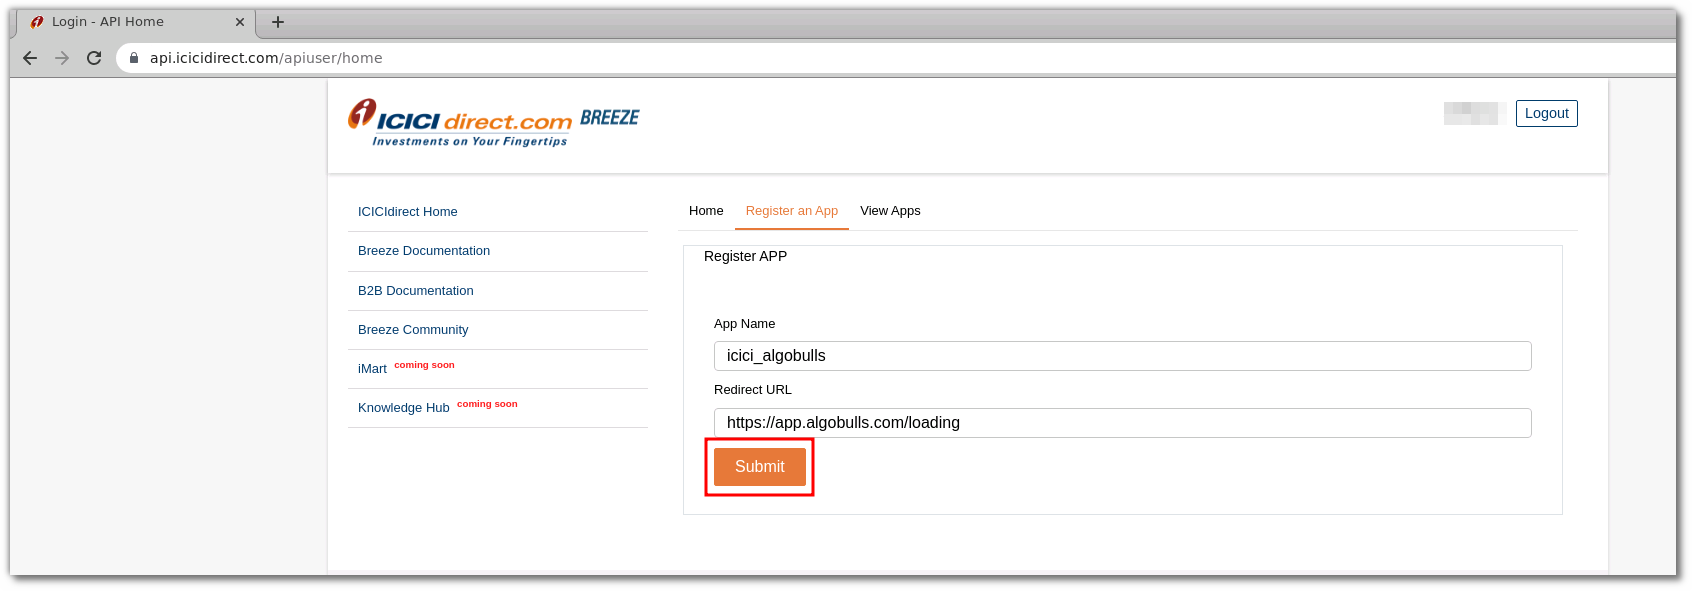 Login - API Home
api.icicidirect.com/apiuser/home
ICICI direct.com BREEZE
Investments on Your Fingertips
Logout
ICICIdirect Home
Breeze Documentation
B2B Documentation
Breeze Community
iMart coming soon
Knowledge Hub coming soon
Home Register an App View Apps
Register APP
App Name
icici_algobulls
Redirect URL
https://app.algobulls.com/loading
Submit